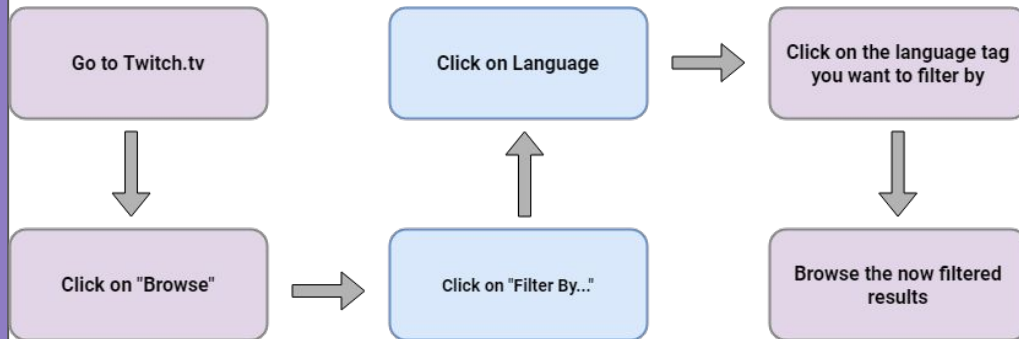 Go to Twitch.tv
Click on "Browse"
Click on "Filter By..."
Click on Language
Click on the language tag
you want to filter by
Browse the now filtered
results